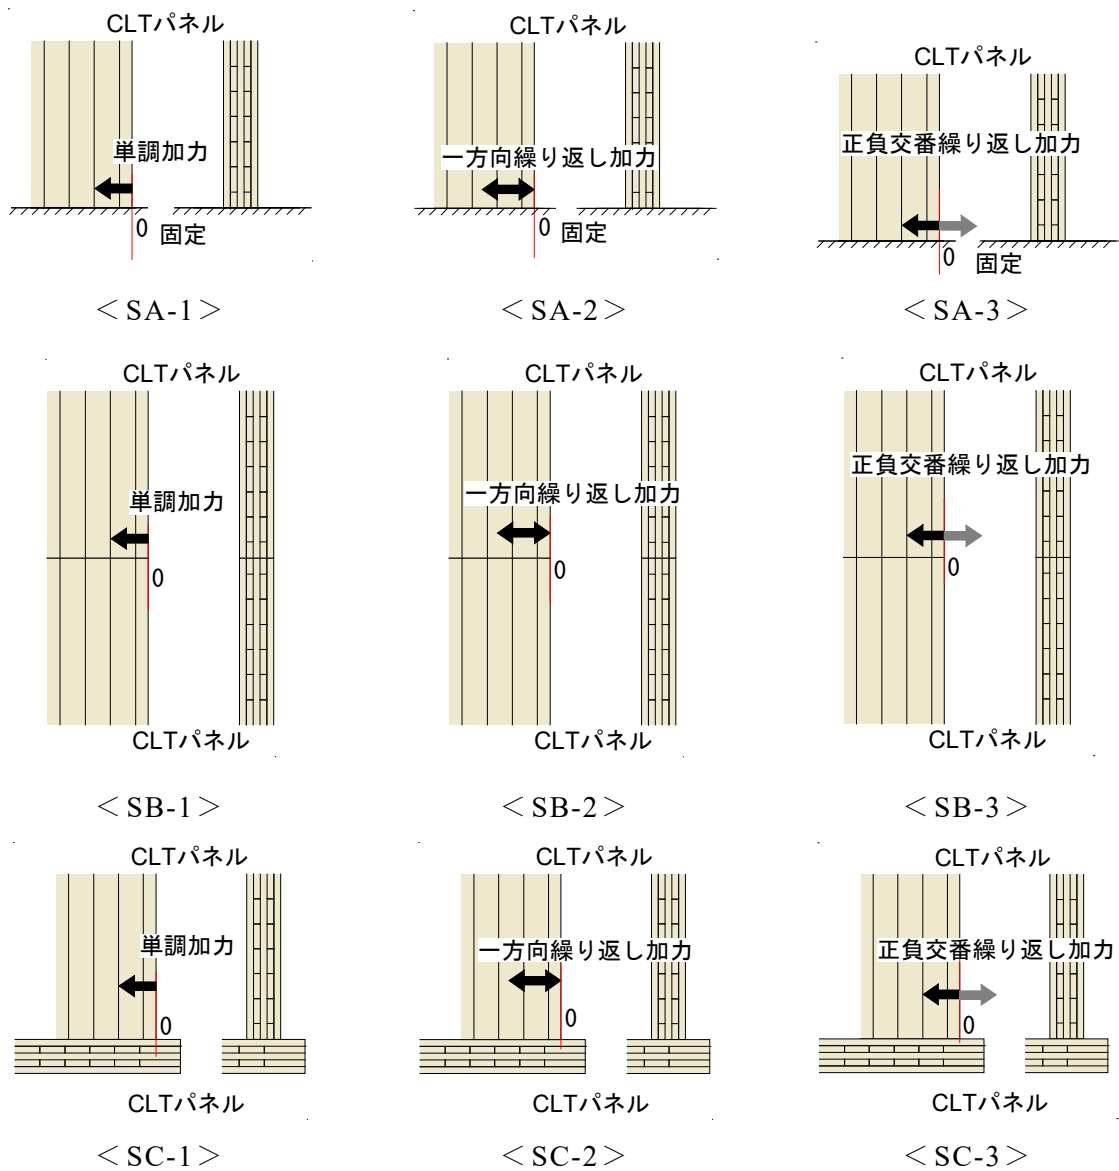 CLTパネル
単調加力
0
固定
＜SA-1＞
CLTパネル
一方向繰り返し加力
0
固定
＜SA-2＞
CLTパネル
正負交番繰り返し加力
0
固定
＜SA-3＞
CLTパネル
単調加力
0
CLTパネル
＜SB-1＞
CLTパネル
一方向繰り返し加力
0
CLTパネル
＜SB-2＞
CLTパネル
正負交番繰り返し加力
0
CLTパネル
＜SB-3＞
CLTパネル
単調加力
0
CLTパネル
＜SC-1＞
CLTパネル
一方向繰り返し加力
0
CLTパネル
＜SC-2＞
CLTパネル
正負交番繰り返し加力
0
CLTパネル
＜SC-3＞